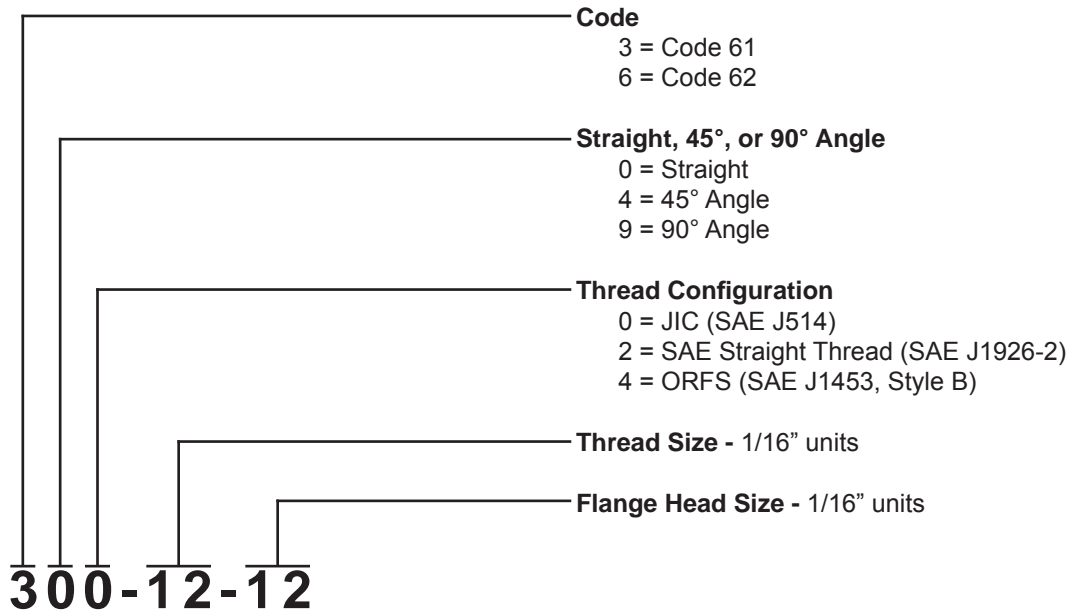 Code
3 = Code 61
6 = Code 62
Straight, 45°, or 90° Angle
0 = Straight
4 = 45° Angle
9 = 90° Angle
Thread Configuration
0 = JIC (SAE J514)
2 = SAE Straight Thread (SAE J1926-2)
4 = ORFS (SAE J1453, Style B)
Thread Size - 1/16” units
Flange Head Size - 1/16” units
300-12-12